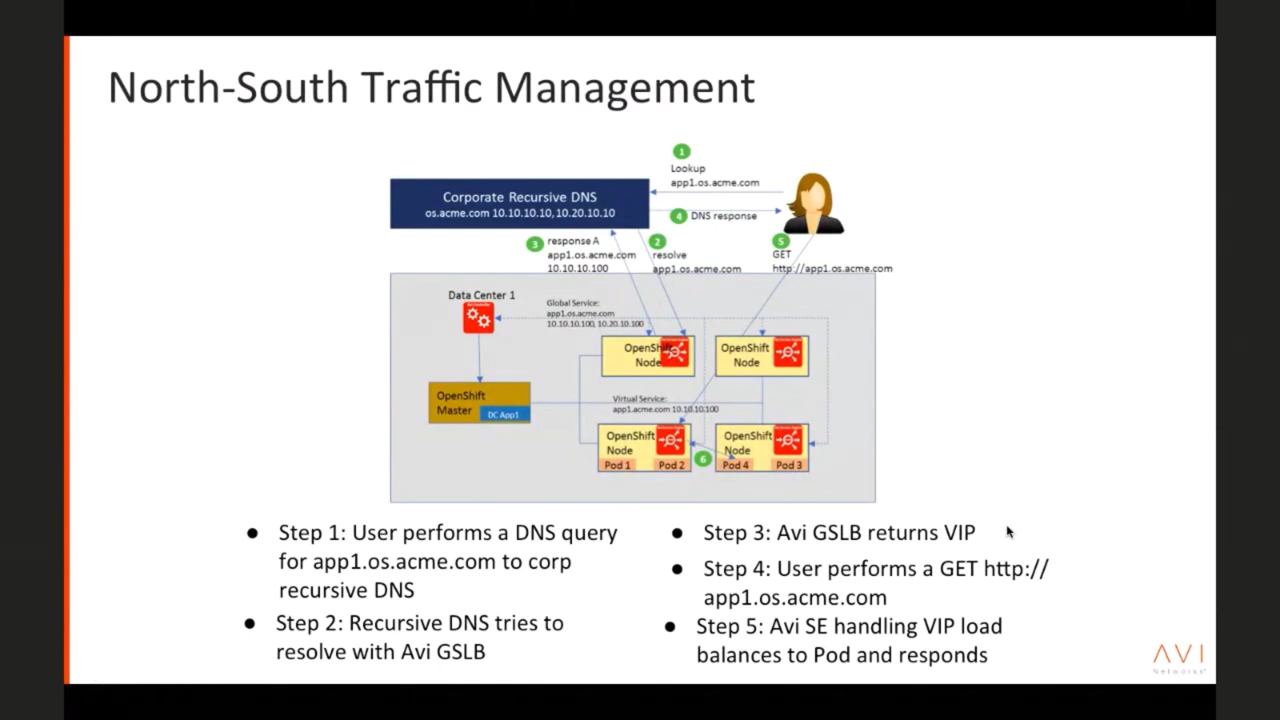 North-South Traffic Management
1
Lookup
app1.os.acme.com
Corporate Recursive DNS
os.acme.com 10.10.10.10, 10.20.10.10
4 DNS response
3 response A
app1.os.acme.com
10.10.10.100
2
resolve
app1.os.acme.com
5
GET
http://app1.os.acme.com
Data Center 1
Global Service:
app1.os.acme.com
10.10.10.100, 10.20.10.100
OpenShift
Node
OpenShift
Node
OpenShift
Master
DC App1
Virtual Service:
app1.acme.com 10.10.10.100
OpenShift
Node
Pod 1 Pod 2
6
OpenShift
Node
Pod 4 Pod 3
● Step 1: User performs a DNS query
for app1.os.acme.com to corp
recursive DNS
● Step 2: Recursive DNS tries to
resolve with Avi GSLB
● Step 3: Avi GSLB returns VIP
● Step 4: User performs a GET http://
app1.os.acme.com
● Step 5: Avi SE handling VIP load
balances to Pod and responds
AVI
Networks